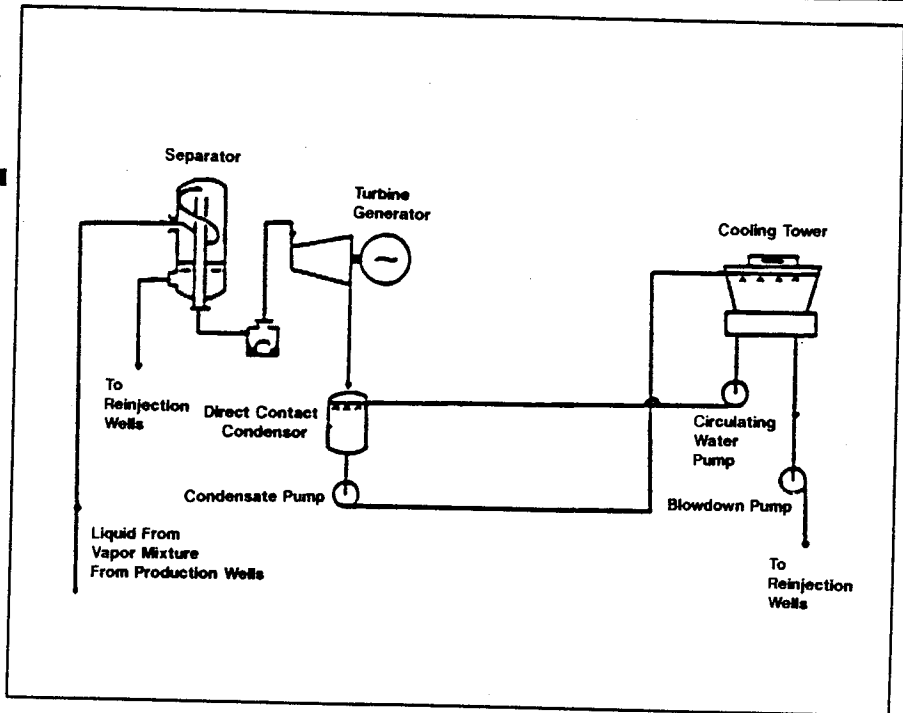 Separator
Turbine
Generator
Cooling Tower
To
Reinjection
Wells
Direct Contact
Condensor
Circulating
Water
Pump
Condensate Pump
Blowdown Pump
Liquid From
Vapor Mixture
From Production Wells
To
Reinjection
Wells